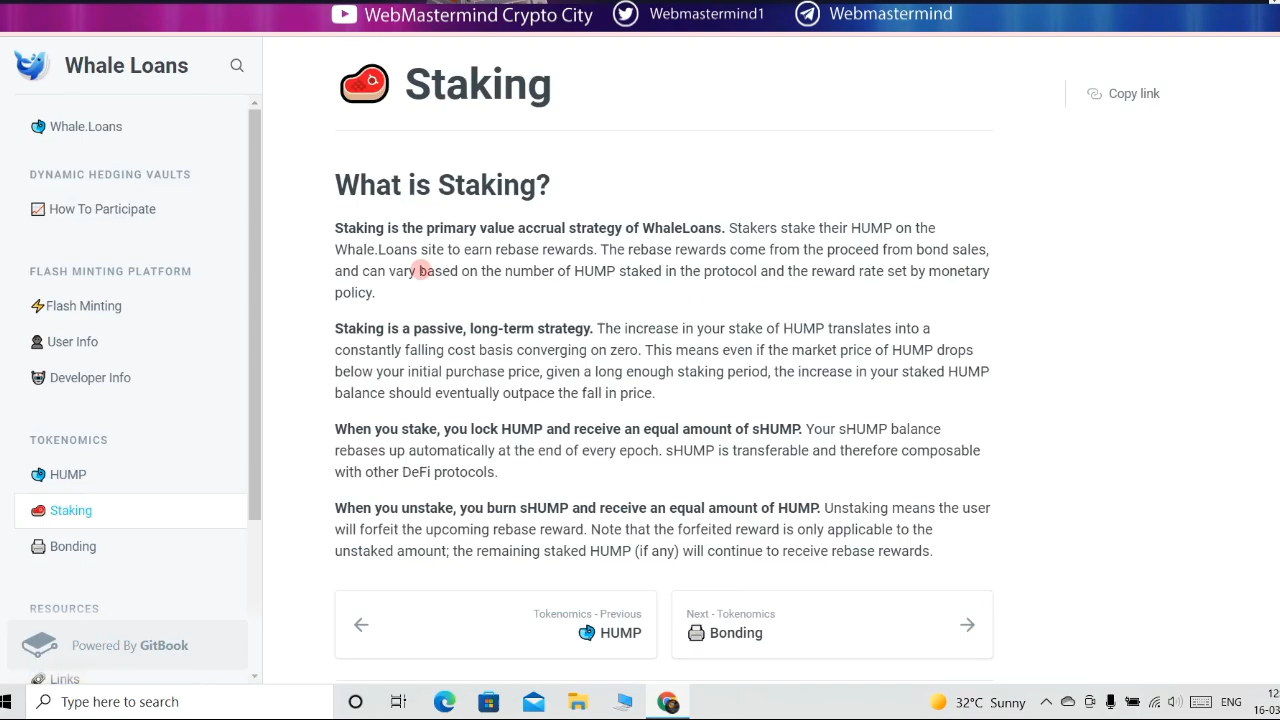 WebMastermind Crypto City Webmastermind1 Webmastermind
Whale Loans
Whale.Loans
DYNAMIC HEDGING VAULTS
How To Participate
FLASH MINTING PLATFORM
Flash Minting
User Info
Developer Info
TOKENOMICS
HUMP
Staking
Bonding
RESOURCES
Powered By GitBook
Links
Staking
Copy link
What is Staking?
Staking is the primary value accrual strategy of WhaleLoans. Stakers stake their HUMP on the
Whale.Loans site to earn rebase rewards. The rebase rewards come from the proceed from bond sales,
and can vary based on the number of HUMP staked in the protocol and the reward rate set by monetary
policy.
Staking is a passive, long-term strategy. The increase in your stake of HUMP translates into a
constantly falling cost basis converging on zero. This means even if the market price of HUMP drops
below your initial purchase price, given a long enough staking period, the increase in your staked HUMP
balance should eventually outpace the fall in price.
When you stake, you lock HUMP and receive an equal amount of sHUMP. Your sHUMP balance
rebases up automatically at the end of every epoch. sHUMP is transferable and therefore composable
with other DeFi protocols.
When you unstake, you burn sHUMP and receive an equal amount of HUMP. Unstaking means the user
will forfeit the upcoming rebase reward. Note that the forfeited reward is only applicable to the
unstaked amount; the remaining staked HUMP (if any) will continue to receive rebase rewards.
Tokenomics - Previous
HUMP
Next - Tokenomics
Bonding
Type here to search
32°C Sunny
ENG
16-03